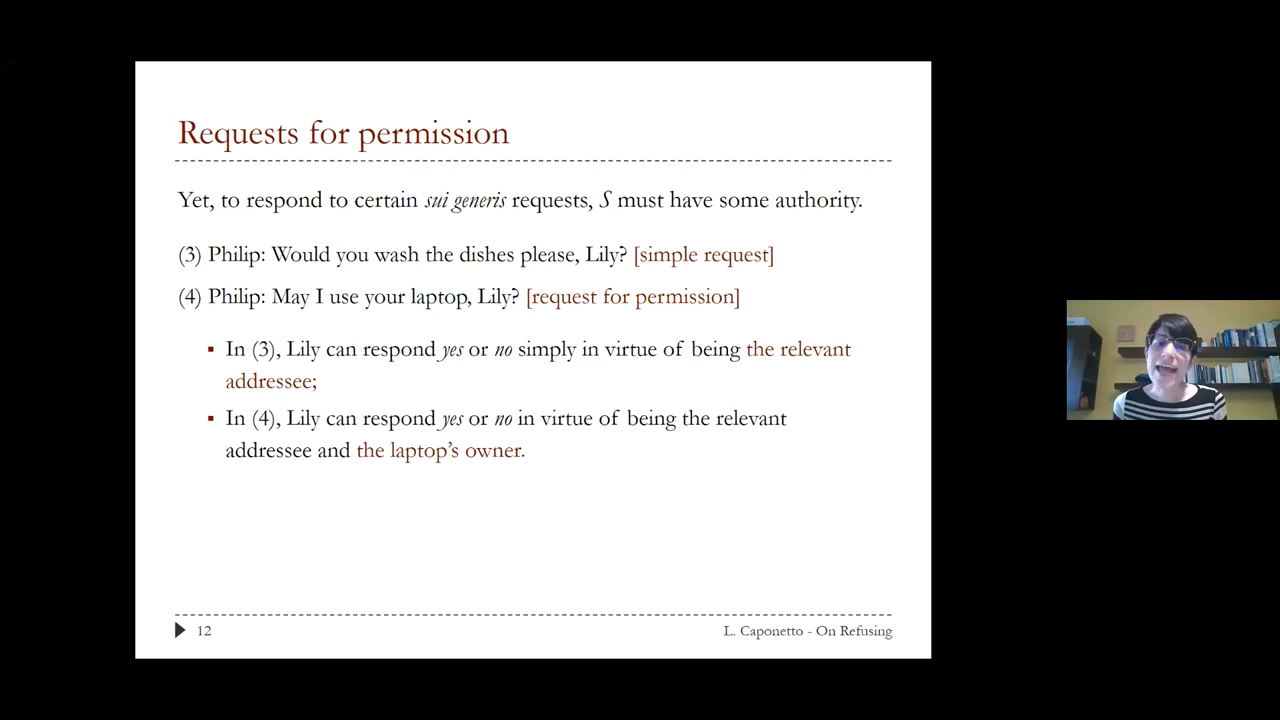 Requests for permission
Yet, to respond to certain sui generis requests, S must have some authority.
(3) Philip: Would you wash the dishes please, Lily? [simple request]
(4) Philip: May I use your laptop, Lily? [request for permission]
▪ In (3), Lily can respond yes or no simply in virtue of being the relevant
addressee;
▪ In (4), Lily can respond yes or no in virtue of being the relevant
addressee and the laptop's owner.
12
L. Caponetto - On Refusing